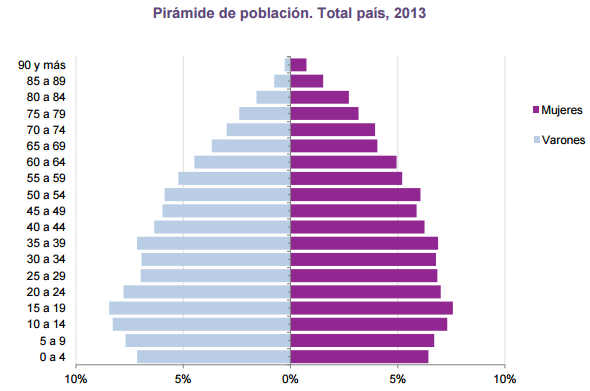 Pirámide de población. Total país, 2013
90 y más
85 a 89
80 a 84
75 a 79
70 a 74
65 a 69
60 a 64
55 a 59
50 a 54
45 a 49
40 a 44
35 a 39
30 a 34
25 a 29
20 a 24
15 a 19
10 a 14
5 a 9
0 a 4
10% 5% 0% 5% 10%
Mujeres
Varones